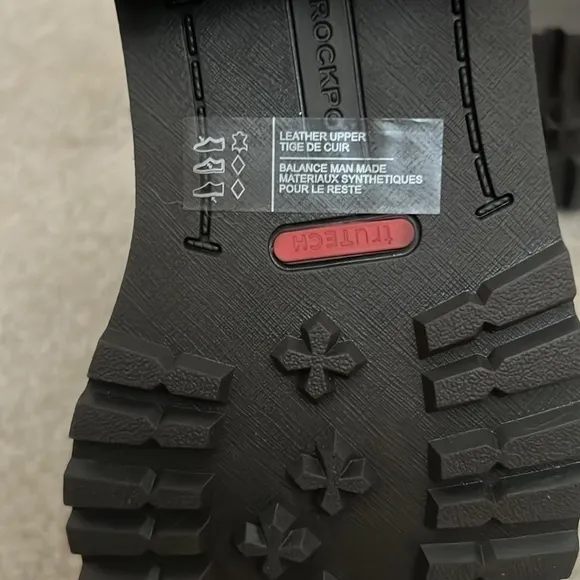 ROCKPO
LEATHER UPPER
TIGE DE CUIR
BALANCE MAN MADE
MATERIAUX SYNTHETIQUES
POUR LE RESTE
trUTECH